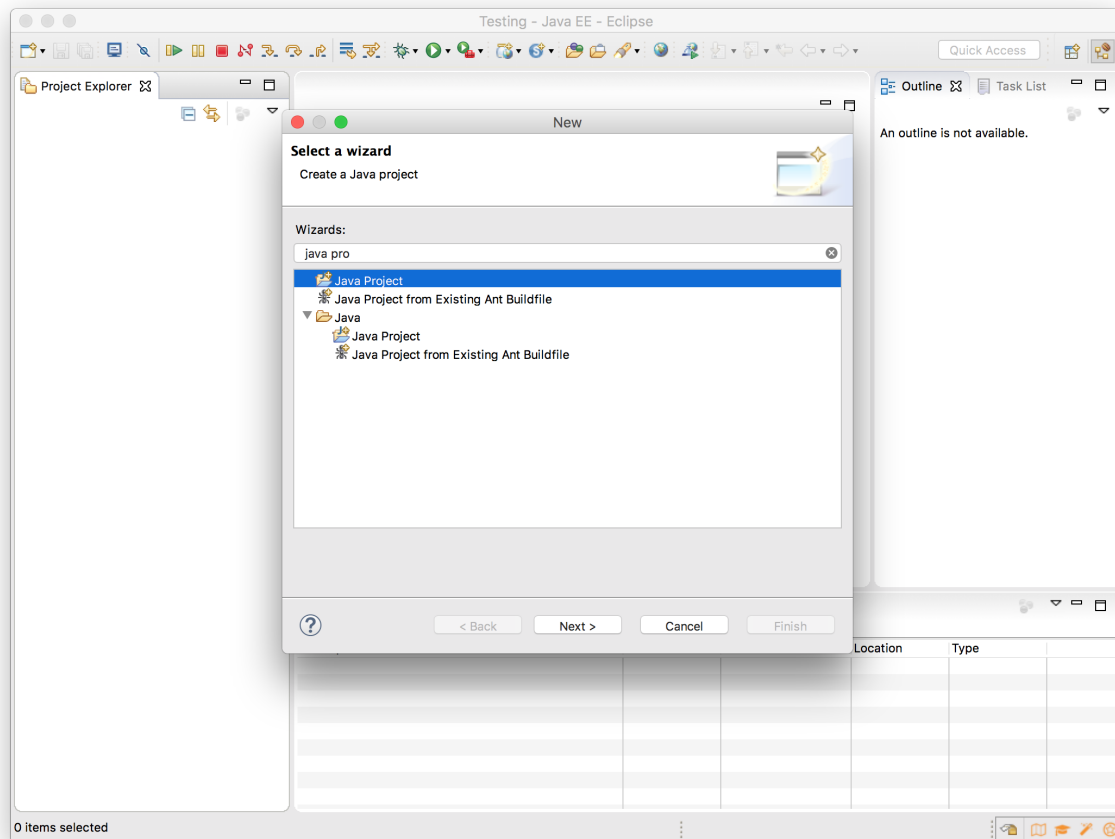 Testing - Java EE - Eclipse
Quick Access
Project Explorer
Outline
Task List
An outline is not available.
New
Select a wizard
Create a Java project
Wizards:
java pro
Java Project
Java Project from Existing Ant Buildfile
Java
Java Project
Java Project from Existing Ant Buildfile
?
< Back
Next >
Cancel
Finish
Location
Type
0 items selected